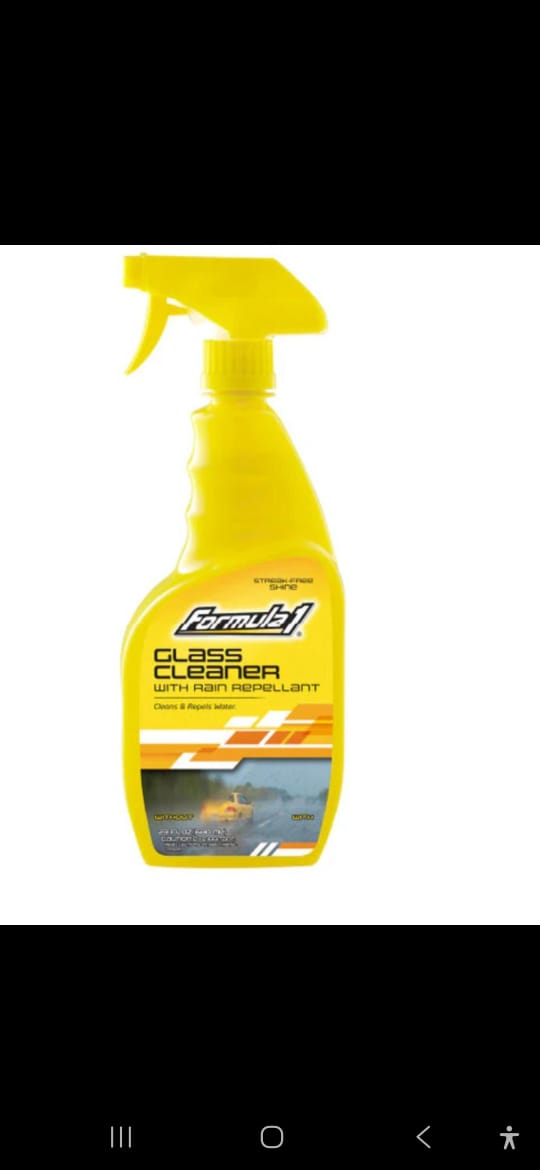 STREAK-FREE
SHINE
Formula1®
GLASS
CLEANER
WITH RAIN REPELLANT
Cleans & Repels Water.
WITHOUT
WITH